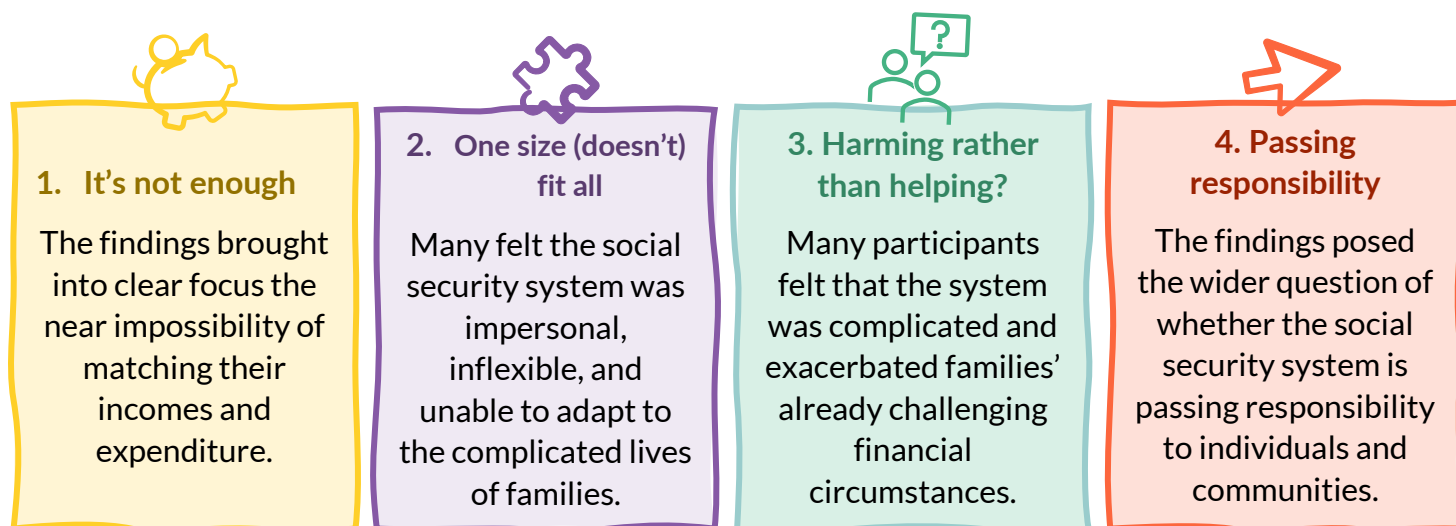 ?
1. It’s not enough
The findings brought
into clear focus the
near impossibility of
matching their
incomes and
expenditure.
2. One size (doesn’t)
fit all
Many felt the social
security system was
impersonal,
inflexible, and
unable to adapt to
the complicated lives
of families.
3. Harming rather
than helping?
Many participants
felt that the system
was complicated and
exacerbated families’
already challenging
financial
circumstances.
4. Passing
responsibility
The findings posed
the wider question of
whether the social
security system is
passing responsibility
to individuals and
communities.